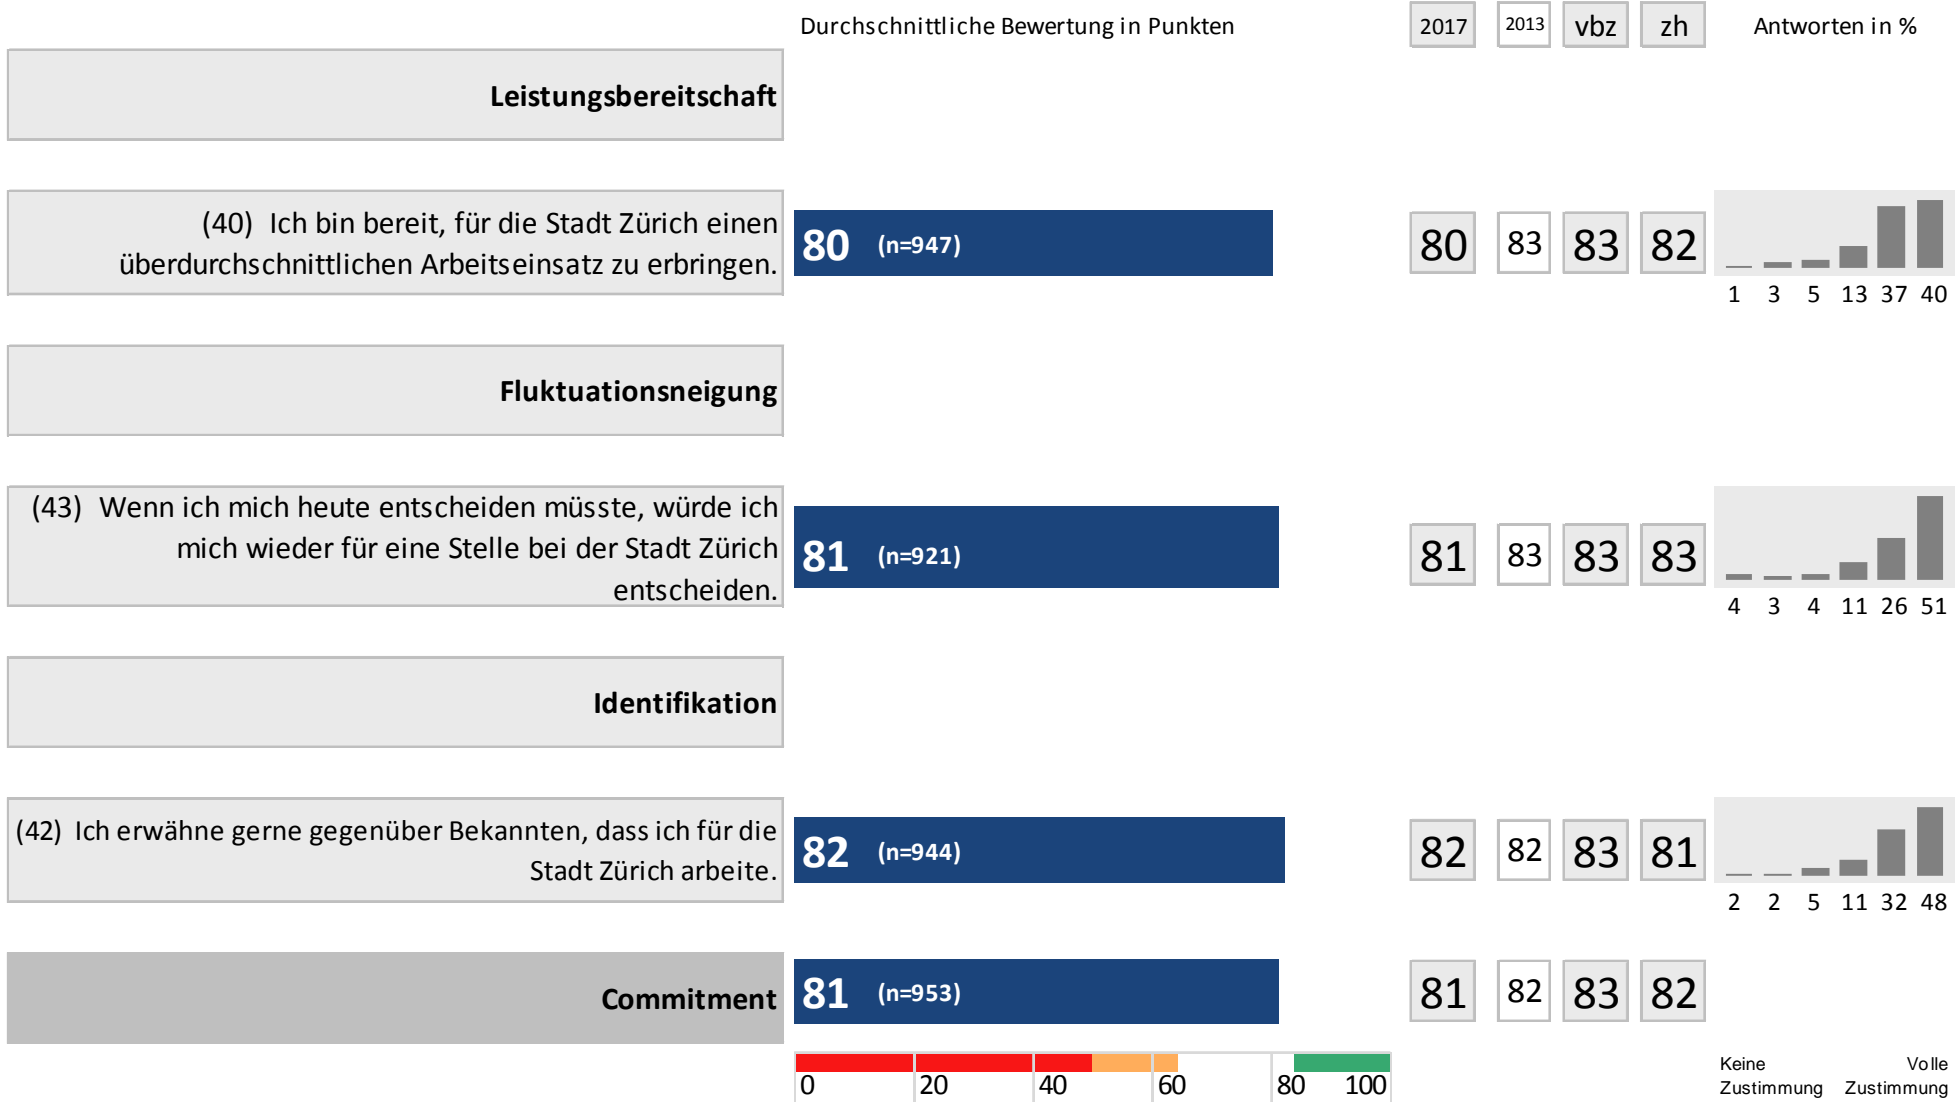 Durchschnittliche Bewertung in Punkten 2017 2013 vbz zh Antworten in %
Leistungsbereitschaft
(40) Ich bin bereit, für die Stadt Zürich einen
überdurchschnittlichen Arbeitseinsatz zu erbringen.
80 (n=947) 80 83 83 82
1 3 5 13 37 40
Fluktuationsneigung
(43) Wenn ich mich heute entscheiden müsste, würde ich
mich wieder für eine Stelle bei der Stadt Zürich
entscheiden.
81 (n=921) 81 83 83 83
4 3 4 11 26 51
Identifikation
(42) Ich erwähne gerne gegenüber Bekannten, dass ich für die
Stadt Zürich arbeite.
82 (n=944) 82 82 83 81
2 2 5 11 32 48
Commitment 81 (n=953) 81 82 83 82
0 20 40 60 80 100
Keine Volle
Zustimmung Zustimmung